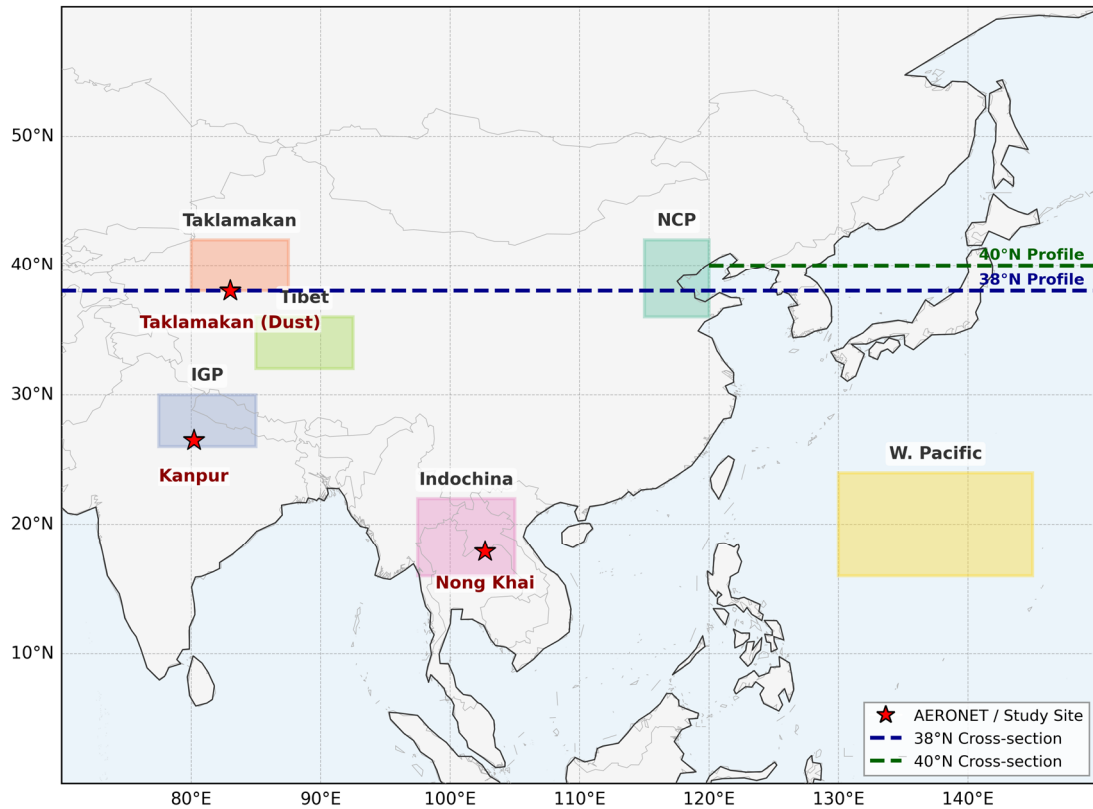 50°N
40°N
30°N
20°N
10°N
Taklamakan
NCP
40°N Profile
38°N Profile
Tibet
Taklamakan (Dust)
IGP
Kanpur
Indochina
W. Pacific
Nong Khai
AERONET / Study Site
38°N Cross-section
40°N Cross-section
80°E
90°E
100°E
110°E
120°E
130°E
140°E